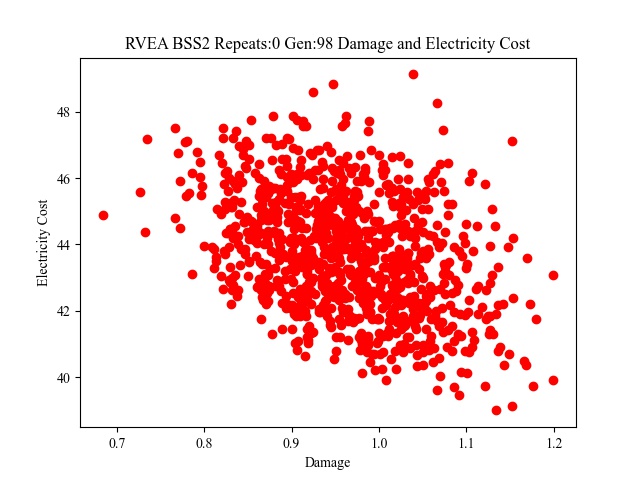 RVEA BSS2 Repeats:0 Gen:98 Damage and Electricity Cost
Electricity Cost
48
46
44
42
40
0.7 0.8 0.9 1.0 1.1 1.2
Damage